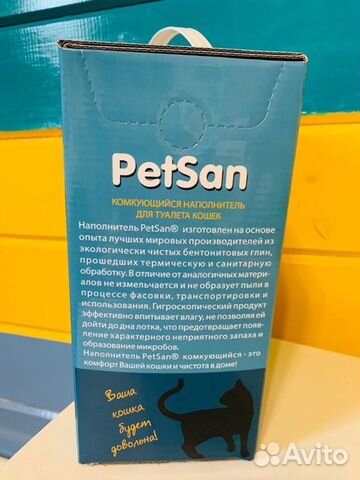 PetSan
КОМКУЮЩИЙСЯ НАПОЛНИТЕЛЬ
ДЛЯ ТУАЛЕТА КОШЕК
Наполнитель PetSan® изготовлен на основе
опыта лучших мировых производителей из
экологически чистых бентонитовых глин,
прошедших термическую и санитарную
обработку. В отличие от аналогичных матери-
алов не измельчается и не образует пыли в
процессе фасовки, транспортировки и
использования. Гигроскопический продукт
эффективно впитывает влагу, не позволяя ей
дойти до дна лотка, что предотвращает появ-
ление характерного неприятного запаха и
образование микробов.
Наполнитель PetSan® комкующийся - это
комфорт Вашей кошки и чистота в доме!
Ваша
кошка
будет
довольна!
Avito